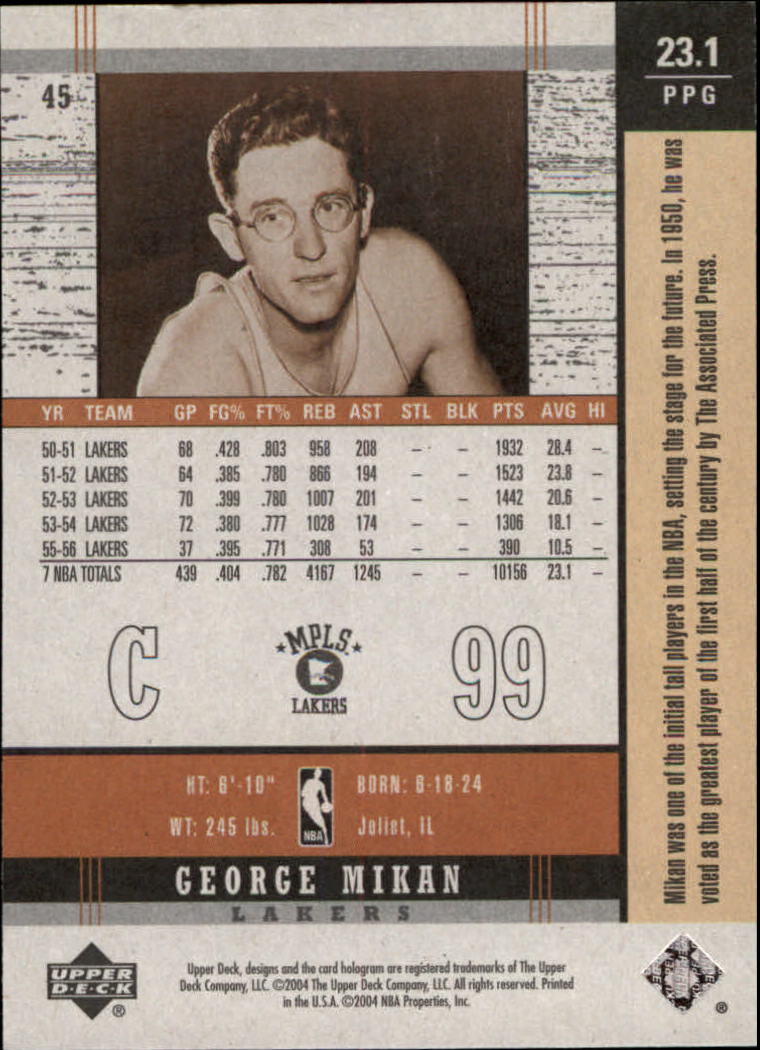 45
23.1
PPG
YR TEAM GP FG% FT% REB AST STL BLK PTS AVG HI
50-51 LAKERS 68 .428 .803 958 208 – – 1932 28.4 –
51-52 LAKERS 64 .385 .780 866 194 – – 1523 23.8 –
52-53 LAKERS 70 .399 .780 1007 201 – – 1442 20.6 –
53-54 LAKERS 72 .380 .777 1028 174 – – 1306 18.1 –
55-56 LAKERS 37 .395 .771 308 53 – – 390 10.5 –
7 NBA TOTALS 439 .404 .782 4167 1245 – – 10156 23.1 –
C
MPLS.
LAKERS
99
HT: 6'-10" BORN: 6-18-24
WT: 245 lbs. Joliet, IL
NBA
GEORGE MIKAN
LAKERS
Mikan was one of the initial tall players in the NBA, setting the stage for the future. In 1950, he was
voted as the greatest player of the first half of the century by The Associated Press.
UPPER
D·E·C·K
®
Upper Deck, designs and the card hologram are registered trademarks of The Upper
Deck Company, LLC. ©2004 The Upper Deck Company, LLC. All rights reserved. Printed
in the U.S.A. ©2004 NBA Properties, Inc.
®